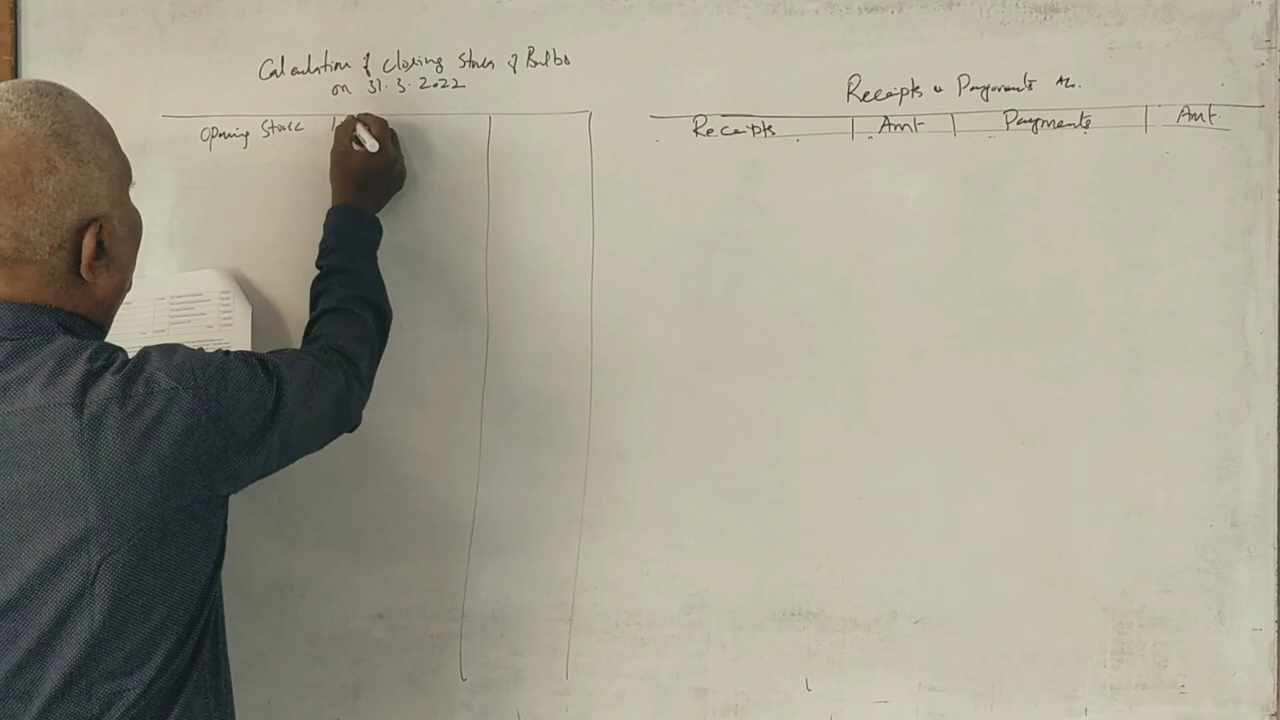 Calculation of closing Stock of Bulbs
on 31.3.2022
Opening Stock
Receipts & Payments A/c.
Receipts Amt Payments Amt.